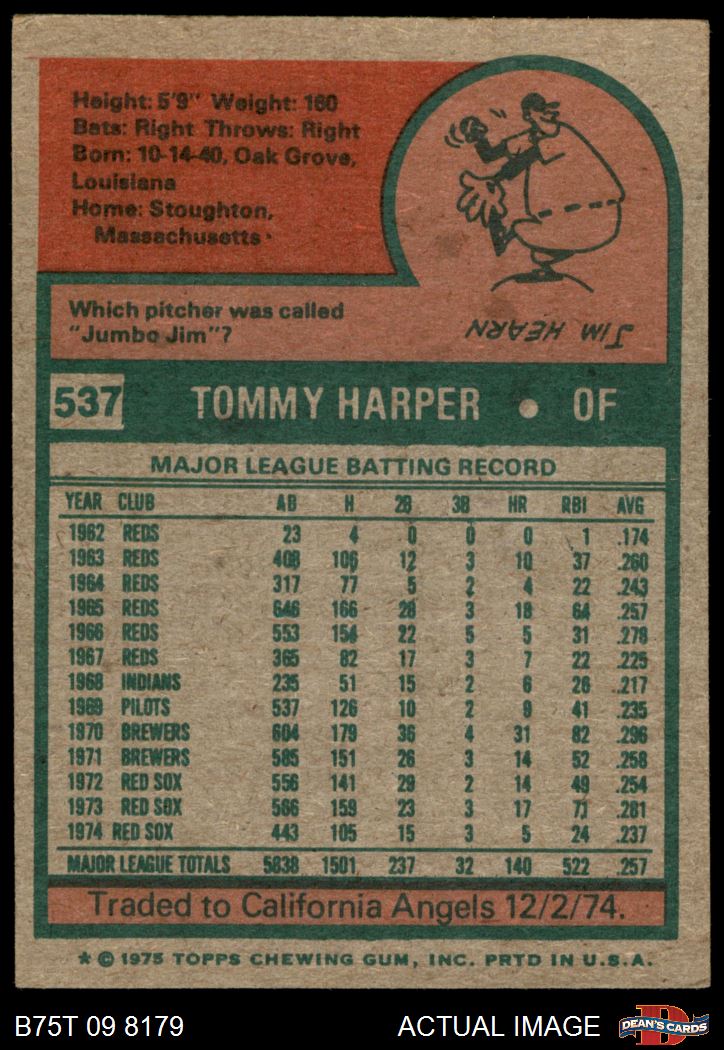 Height: 5'9" Weight: 160
Bats: Right Throws: Right
Born: 10-14-40, Oak Grove,
Louisiana
Home: Stoughton,
Massachusetts
Which pitcher was called
"Jumbo Jim"?
JIM HEARN
537 TOMMY HARPER • OF
MAJOR LEAGUE BATTING RECORD
YEAR CLUB AB H 2B 3B HR RBI AVG
1962 REDS 23 4 0 0 0 1 .174
1963 REDS 408 106 12 3 10 37 .260
1964 REDS 317 77 5 2 4 22 .243
1965 REDS 646 166 28 3 18 64 .257
1966 REDS 553 154 22 5 5 31 .278
1967 REDS 365 82 17 3 7 22 .225
1968 INDIANS 235 51 15 2 6 26 .217
1969 PILOTS 537 126 10 2 9 41 .235
1970 BREWERS 604 179 36 4 31 82 .296
1971 BREWERS 585 151 26 3 14 52 .258
1972 RED SOX 556 141 29 2 14 49 .254
1973 RED SOX 566 159 23 3 17 71 .281
1974 RED SOX 443 105 15 3 5 24 .237
MAJOR LEAGUE TOTALS 5838 1501 237 32 140 522 .257
Traded to California Angels 12/2/74.
* © 1975 TOPPS CHEWING GUM, INC. PRTD IN U.S.A.
B75T 09 8179 ACTUAL IMAGE D DEAN'S CARDS